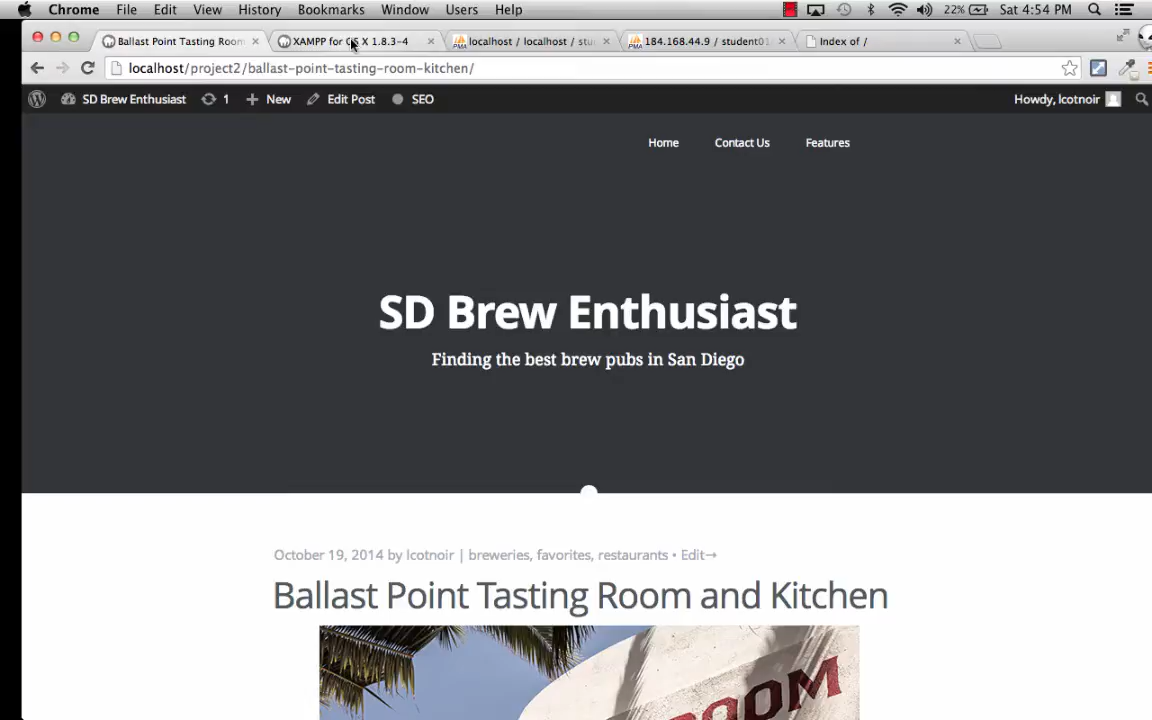 Chrome File Edit View History Bookmarks Window Users Help 22% Sat 4:54 PM
Ballast Point Tasting Room XAMPP for OS X 1.8.3-4 localhost / localhost / stu 184.168.44.9 / student01 Index of /
localhost/project2/ballast-point-tasting-room-kitchen/
SD Brew Enthusiast 1 New Edit Post SEO Howdy, lcotnoir
Home Contact Us Features
SD Brew Enthusiast
Finding the best brew pubs in San Diego
October 19, 2014 by lcotnoir | breweries, favorites, restaurants • Edit→
Ballast Point Tasting Room and Kitchen
ROOM